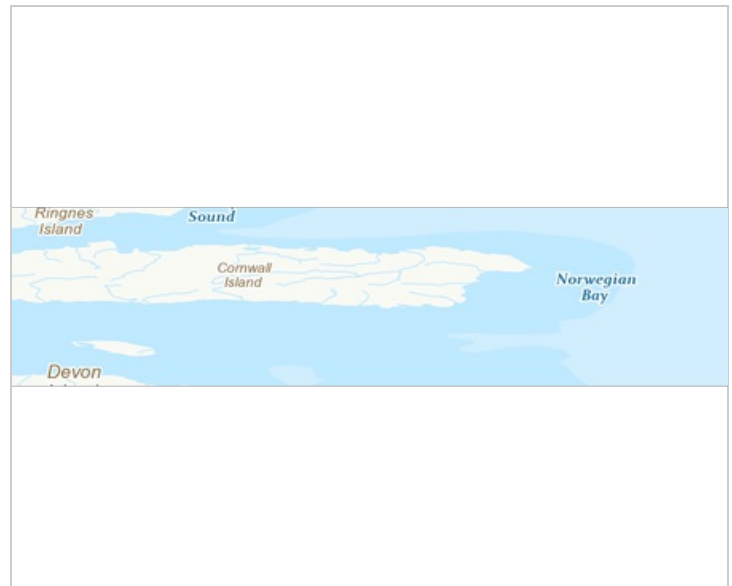 Ringnes
Island
Sound
Cornwall
Island
Norwegian
Bay
Devon